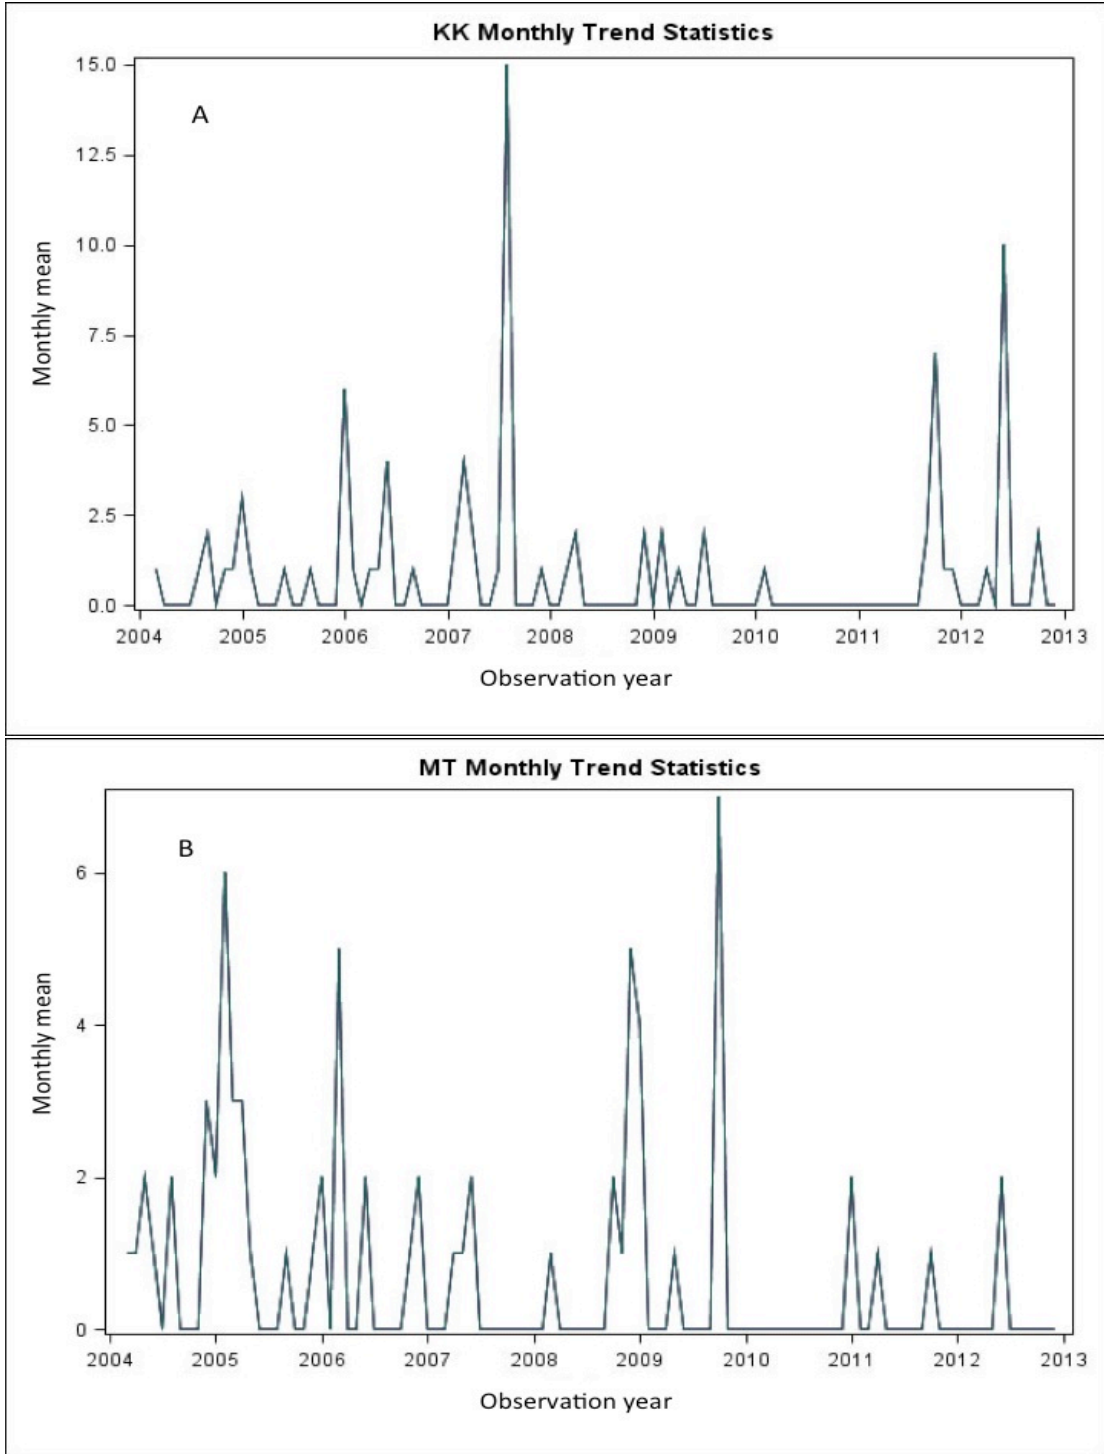 KK Monthly Trend Statistics
A
15.0
12.5
10.0
7.5
5.0
2.5
0.0
Monthly mean
2004 2005 2006 2007 2008 2009 2010 2011 2012 2013
Observation year
MT Monthly Trend Statistics
B
6
4
2
0
Monthly mean
2004 2005 2006 2007 2008 2009 2010 2011 2012 2013
Observation year